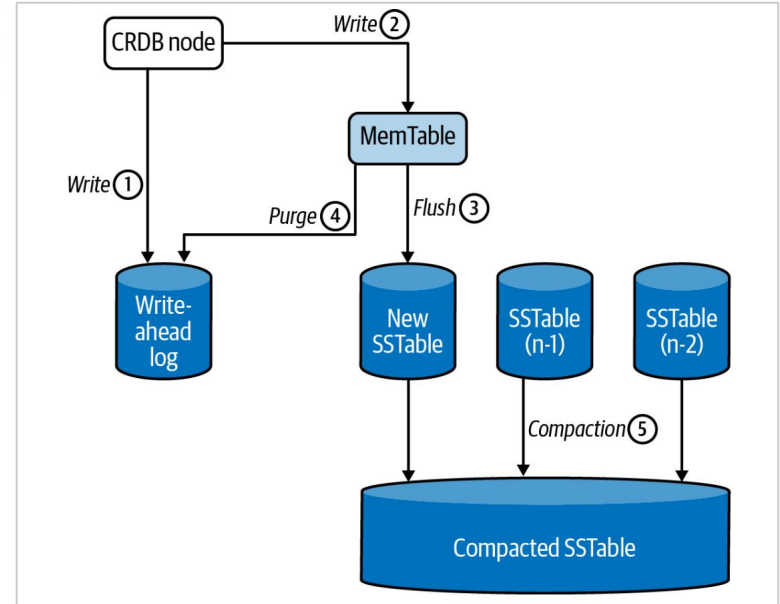 Write 2
CRDB node
MemTable
Write 1
Purge 4
Flush 3
Write-
ahead
log
New
SSTable
SSTable
(n-1)
SSTable
(n-2)
Compaction 5
Compacted SSTable